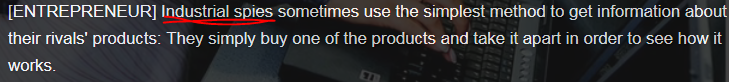 [ENTREPRENEUR] Industrial spies sometimes use the simplest method to get information about
their rivals' products: They simply buy one of the products and take it apart in order to see how it
works.